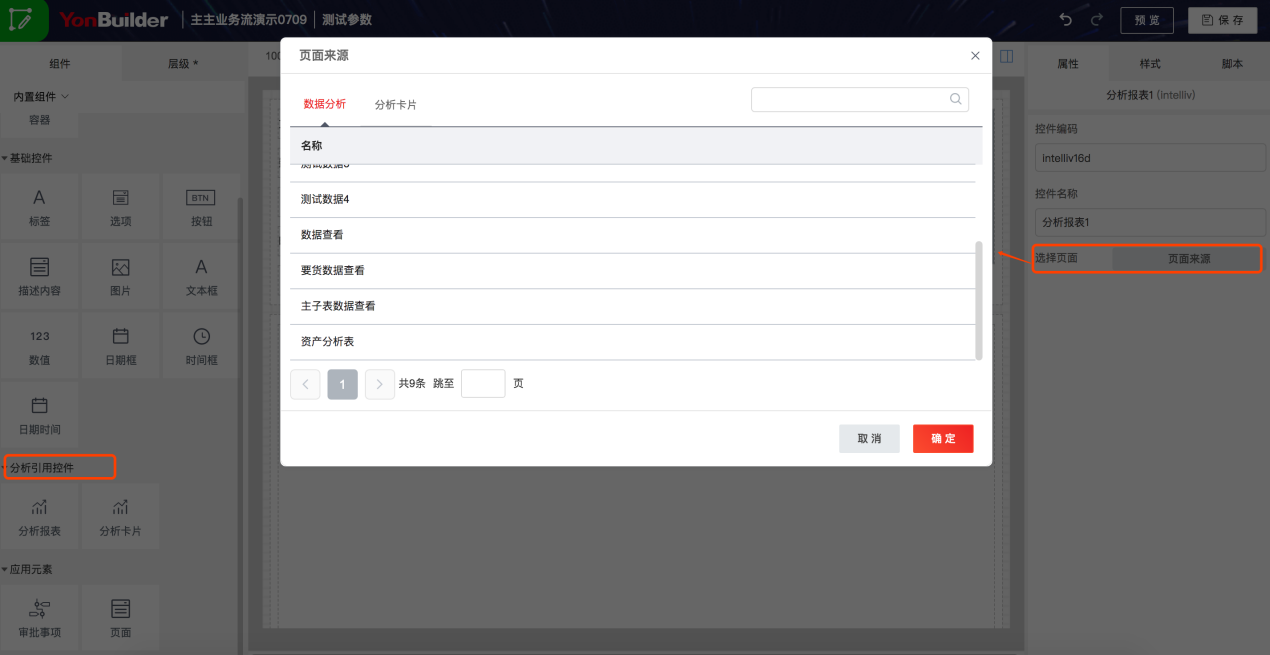 YonBuilder 主主业务流演示0709 测试参数 预览 保存
组件 层级 *
内置组件
容器
基础控件
标签 选项 BTN 按钮
描述内容 图片 文本框
123 数值 日期框 时间框
日期时间
分析引用控件
分析报表 分析卡片
应用元素
审批事项 页面
页面来源
数据分析 分析卡片
名称
测试数据4
数据查看
要货数据查看
主子表数据查看
资产分析表
1 共9条 跳至 页
取消 确定
属性 样式 脚本
分析报表1 (intelliv)
控件编码
intelliv16d
控件名称
分析报表1
选择页面 页面来源